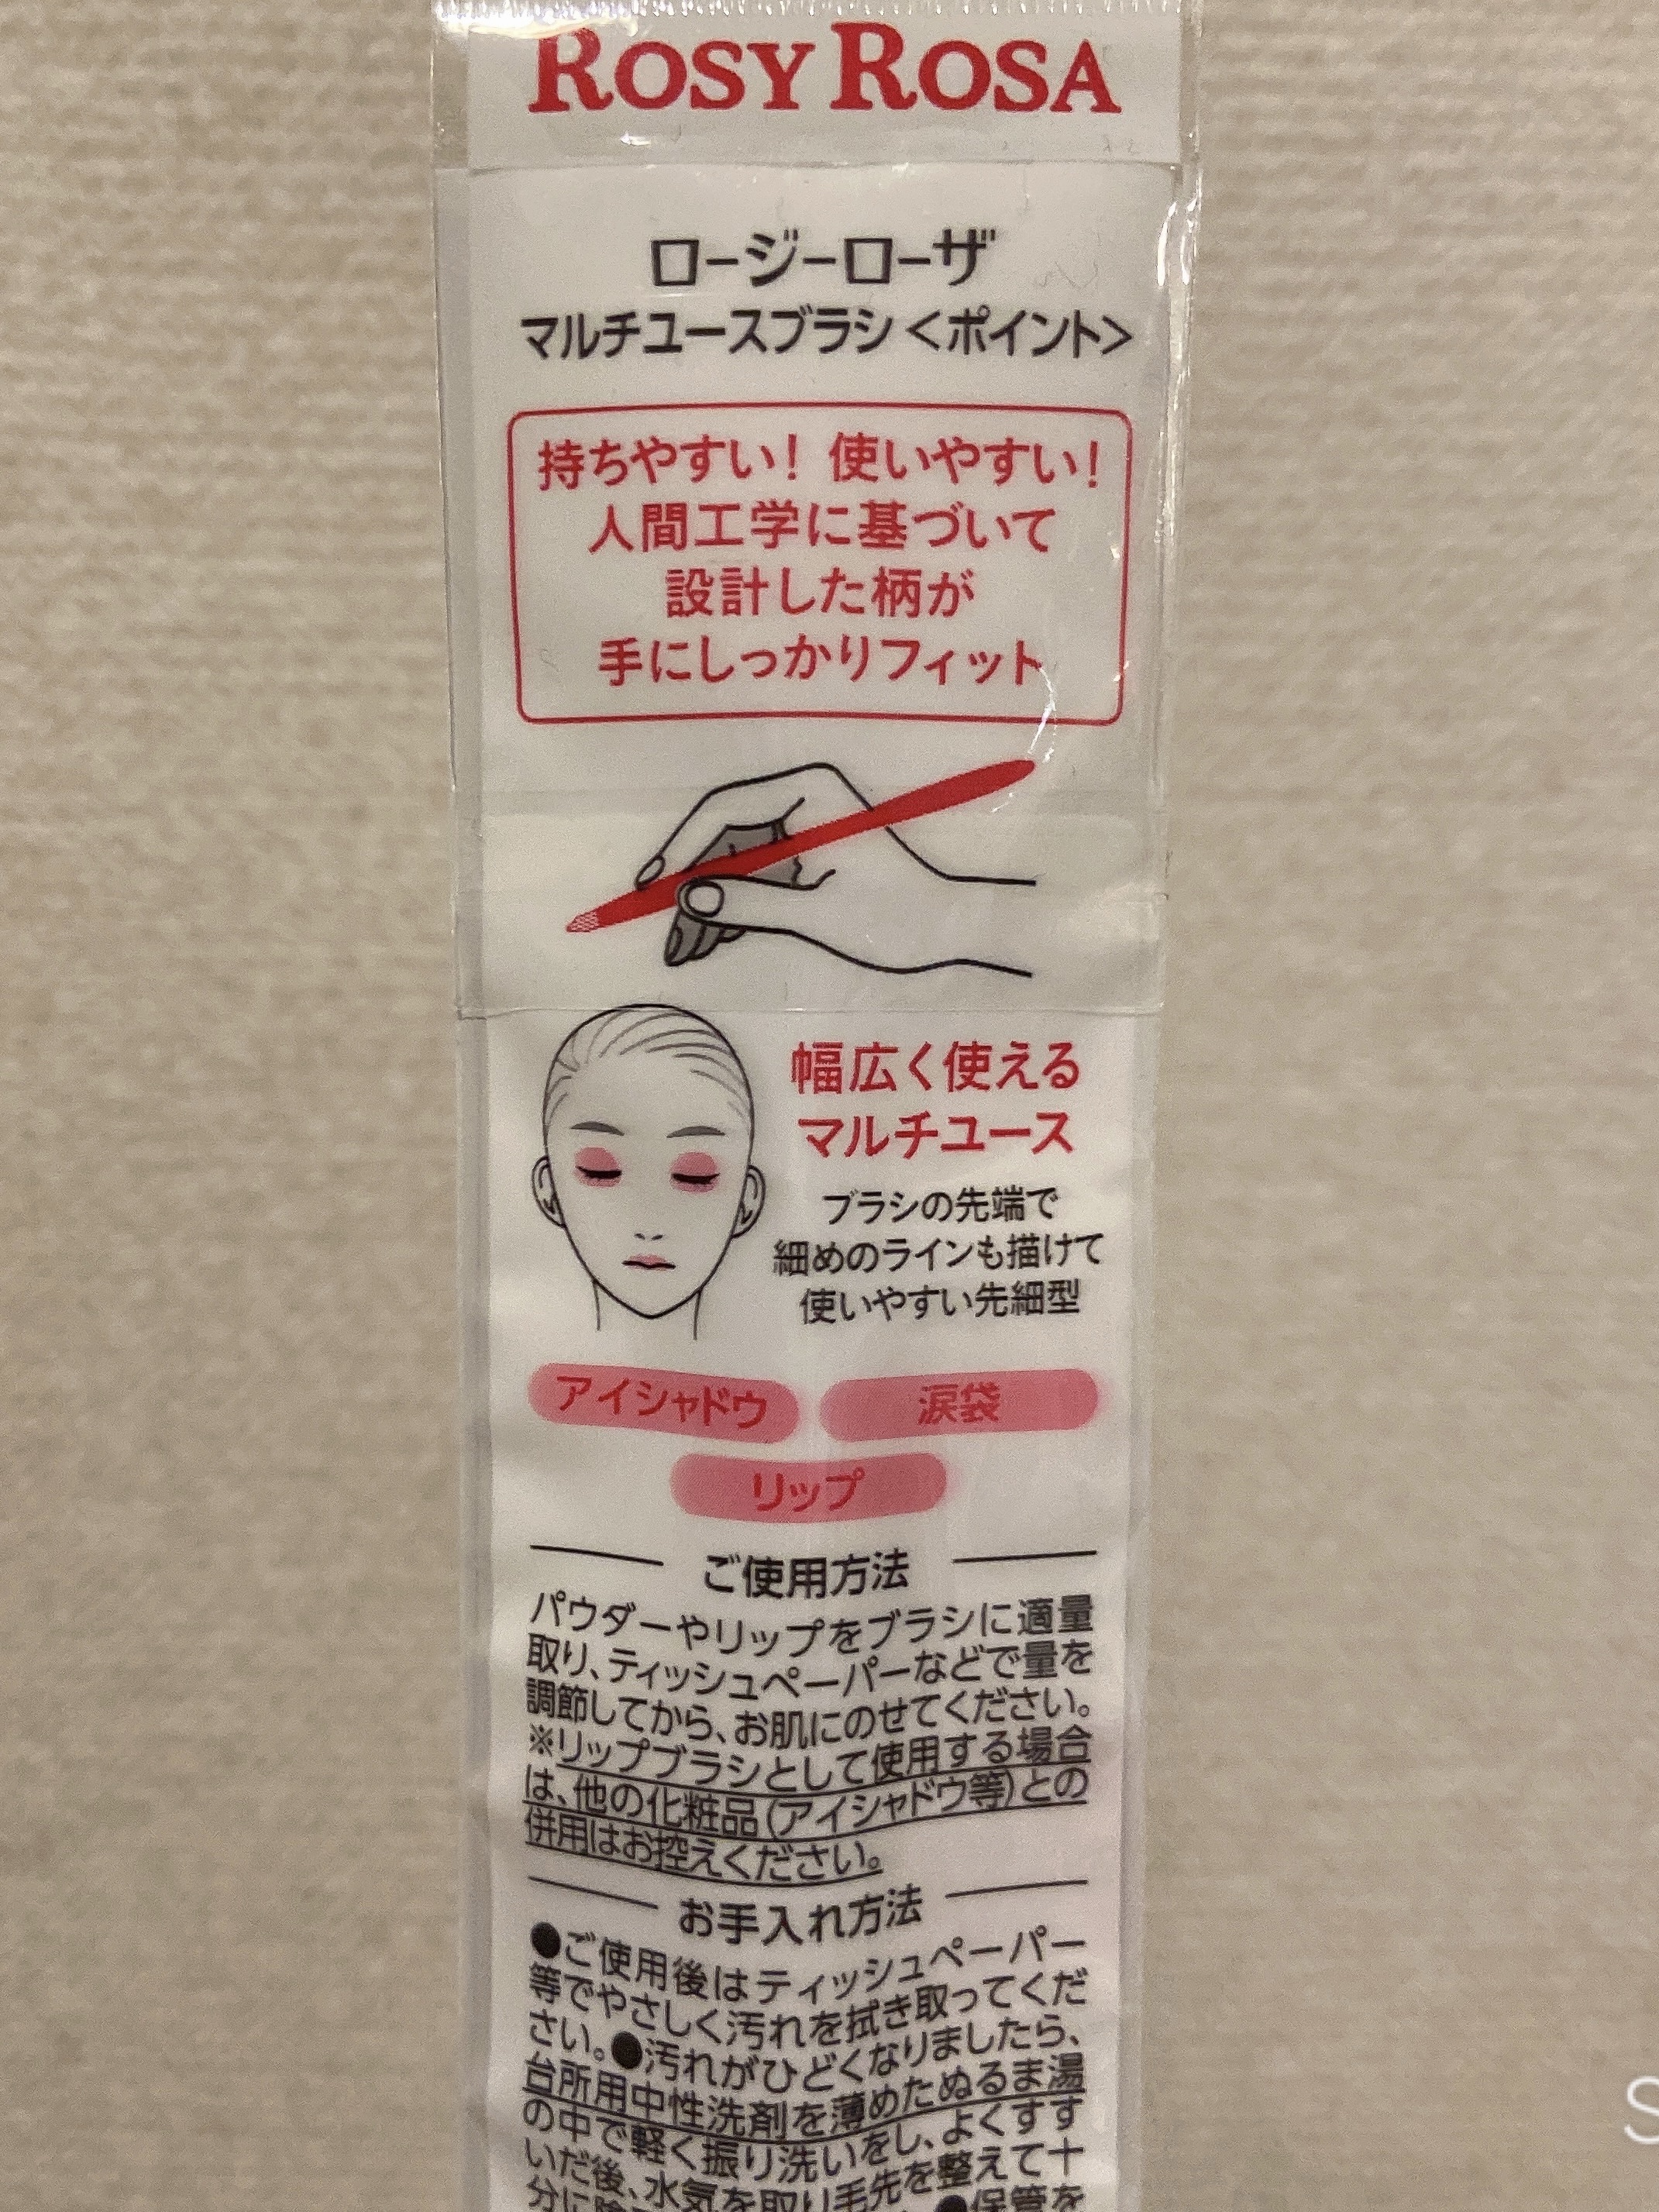 ROSY ROSA
ロージーローザ
マルチユースブラシ<ポイント>
持ちやすい! 使いやすい!
人間工学に基づいて
設計した柄が
手にしっかりフィット
幅広く使える
マルチユース
ブラシの先端で
細めのラインも描けて
使いやすい先細型
アイシャドウ
涙袋
リップ
ご使用方法
パウダーやリップをブラシに適量
取り、ティッシュペーパーなどで量を
調節してから、お肌にのせてください。
※リップブラシとして使用する場合
は、他の化粧品(アイシャドウ等)との
併用はお控えください。
お手入れ方法
●ご使用後はティッシュペーパー
等でやさしく汚れを拭き取ってくだ
さい。●汚れがひどくなりましたら、
台所用中性洗剤を薄めたぬるま湯
の中で軽く振り洗いをし、よくすす
いだ後、水気を取り毛先を整えて十
分に ●保管を
S